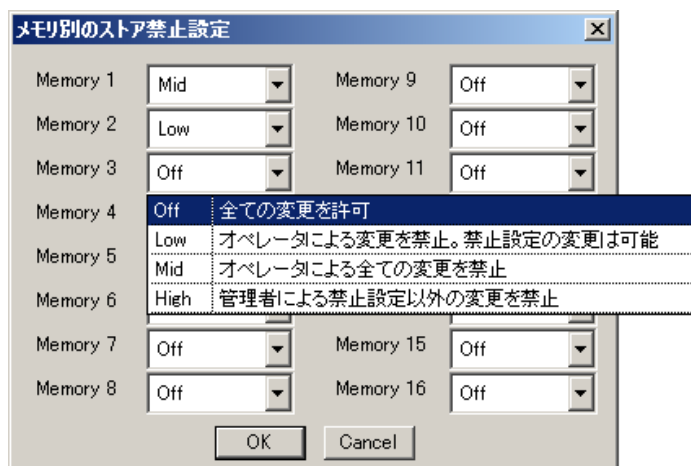 メモリ別のストア禁止設定
Memory 1 Mid Memory 9 Off
Memory 2 Low Memory 10 Off
Memory 3 Off Memory 11 Off
Memory 4 Off 全ての変更を許可
Low オペレータによる変更を禁止。禁止設定の変更は可能
Memory 5
Mid オペレータによる全ての変更を禁止
Memory 6 High 管理者による禁止設定以外の変更を禁止
Memory 7 Off Memory 15 Off
Memory 8 Off Memory 16 Off
OK Cancel